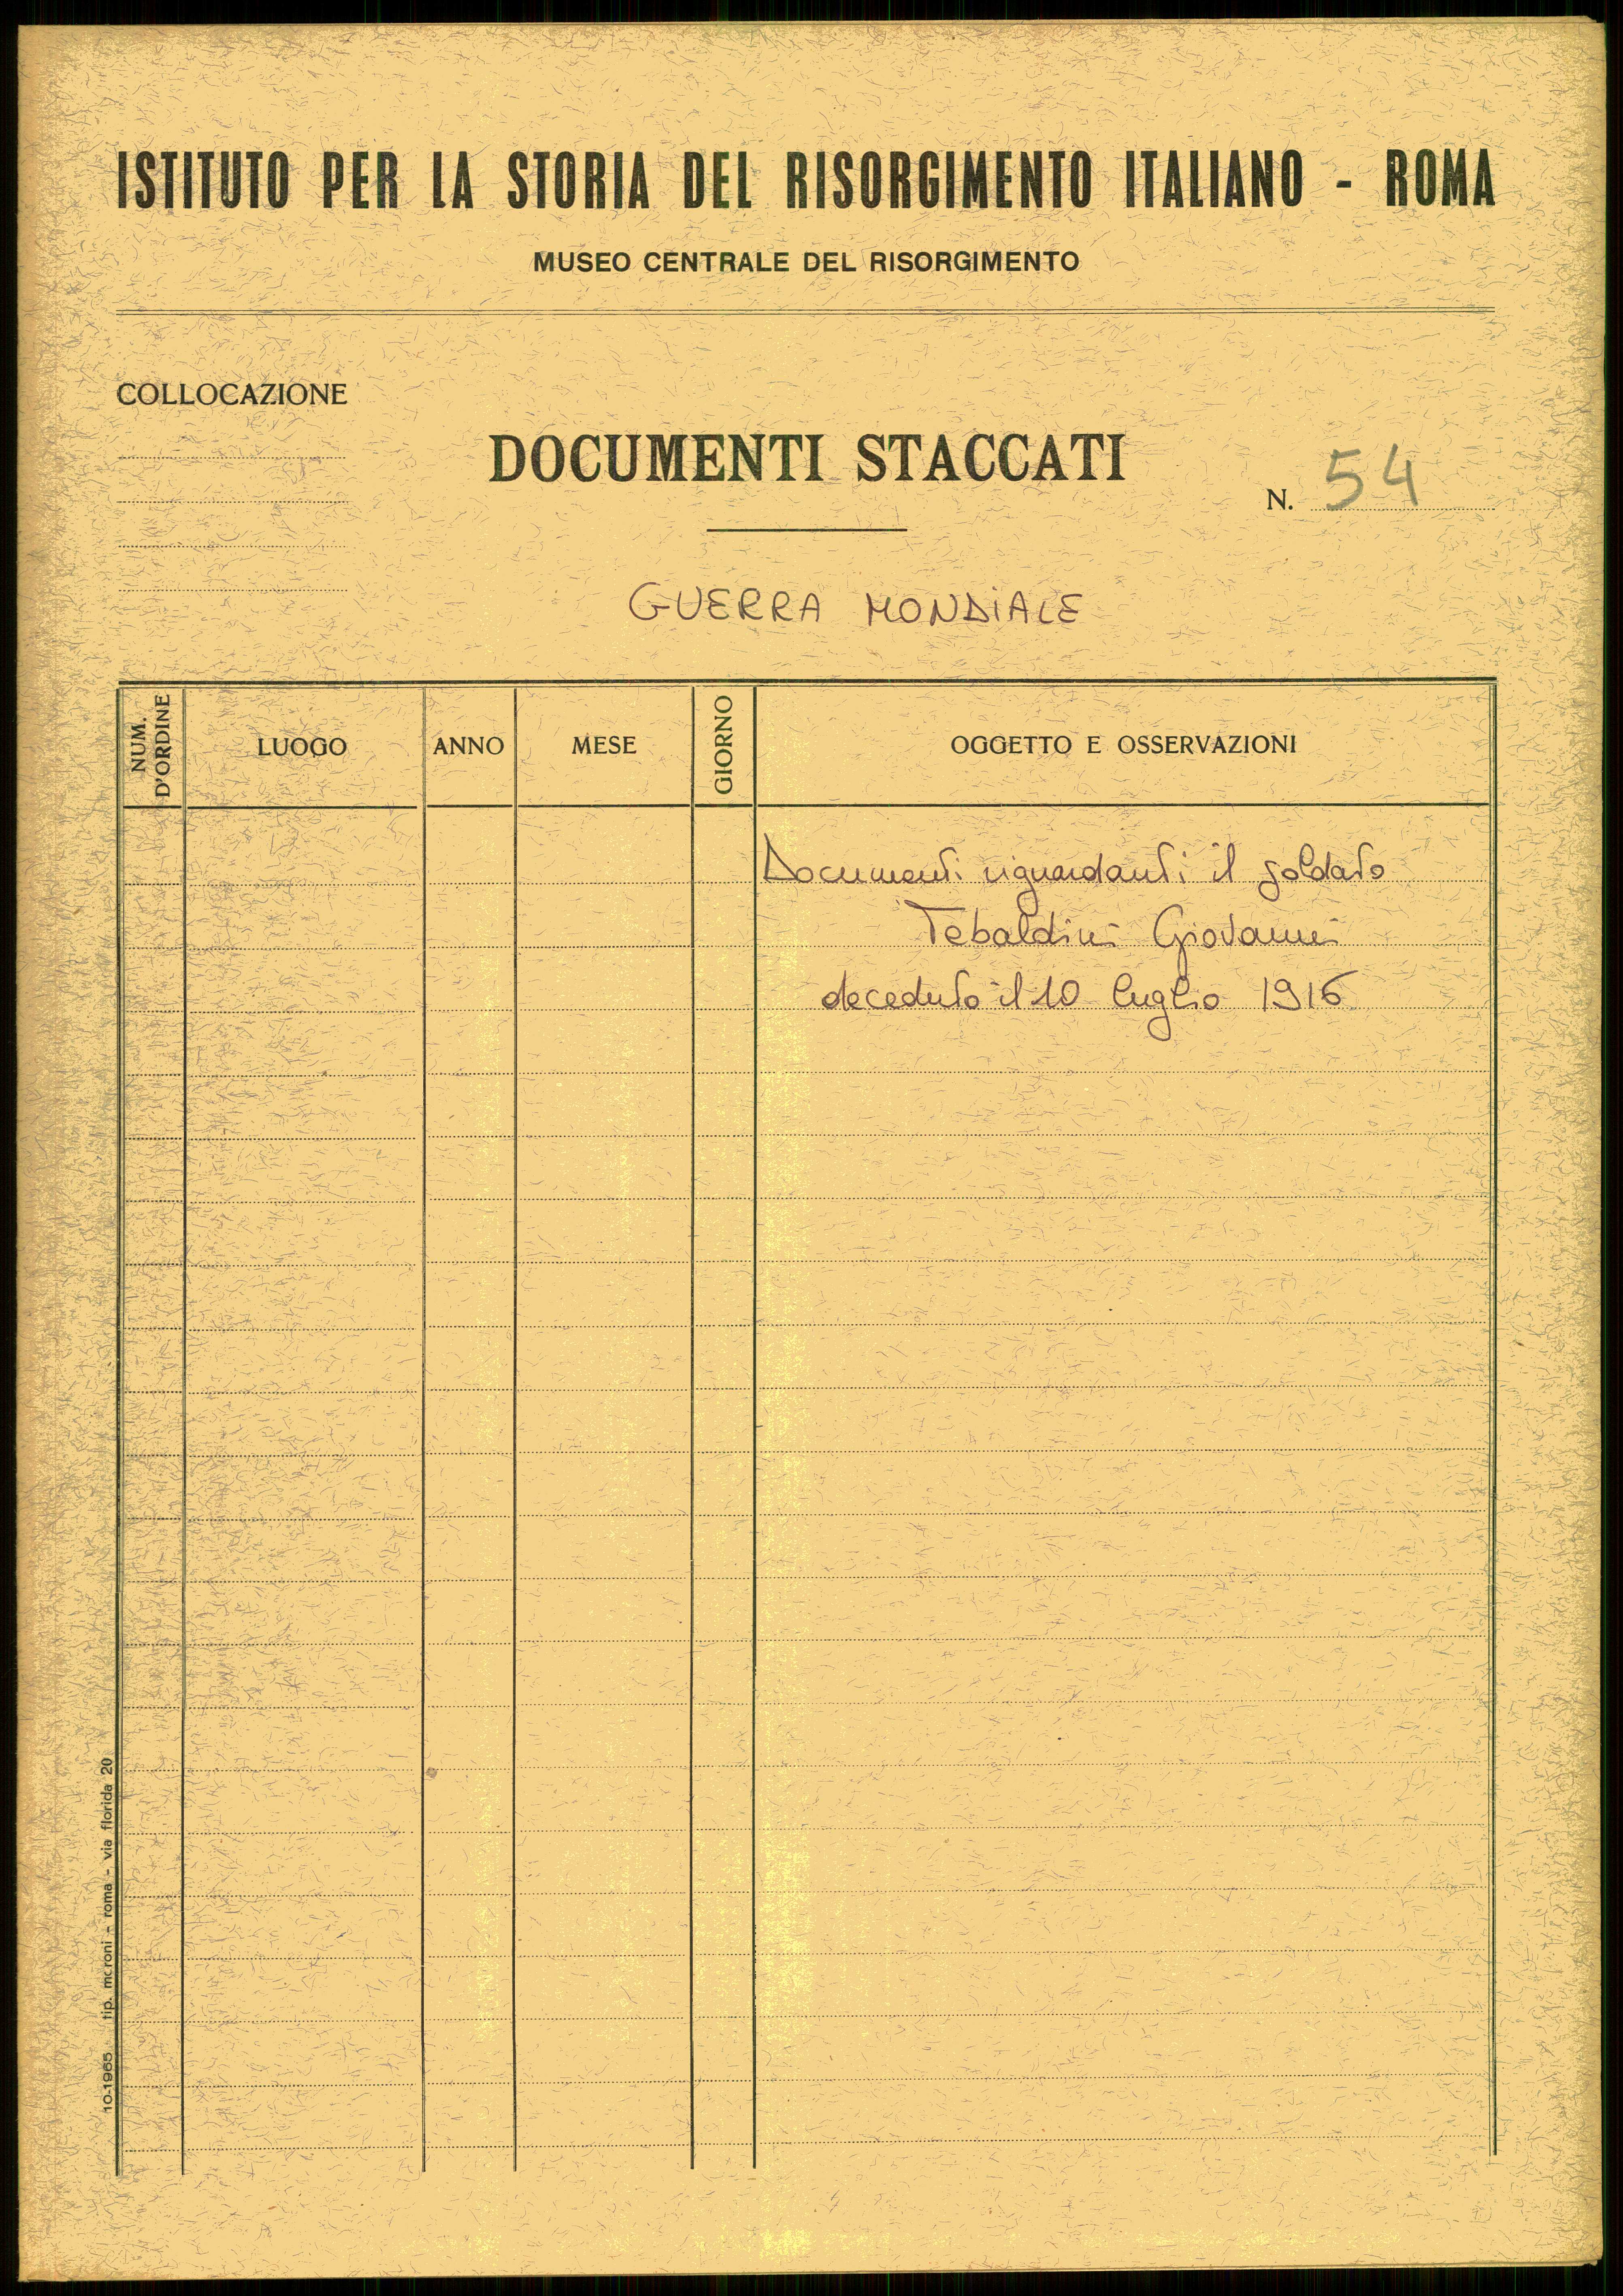 ISTITUTO PER LA STORIA DEL RISORGIMENTO ITALIANO - ROMA
MUSEO CENTRALE DEL RISORGIMENTO
COLLOCAZIONE
DOCUMENTI STACCATI
N. 54
GUERRA MONDIALE
NUM. D'ORDINE
LUOGO
ANNO
MESE
GIORNO
OGGETTO E OSSERVAZIONI
Documenti riguardanti il soldato
Tebaldini Giovanni
deceduto il 10 luglio 1916
10-1965 tip. moroni - roma - via florida 20